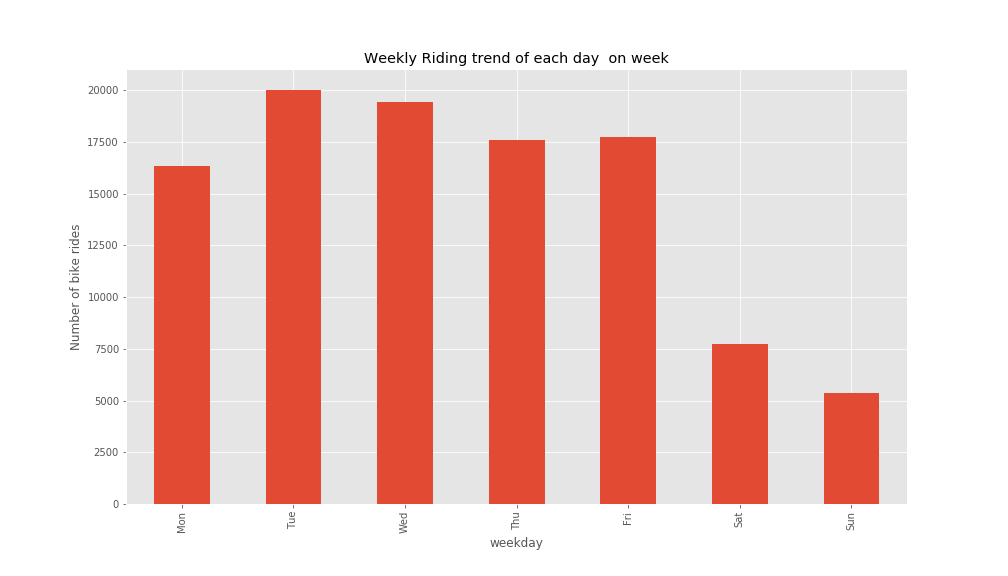 Weekly Riding trend of each day  on week
Number of bike rides
20000
17500
15000
12500
10000
7500
5000
2500
0
Mon
Tue
Wed
Thu
Fri
Sat
Sun
weekday